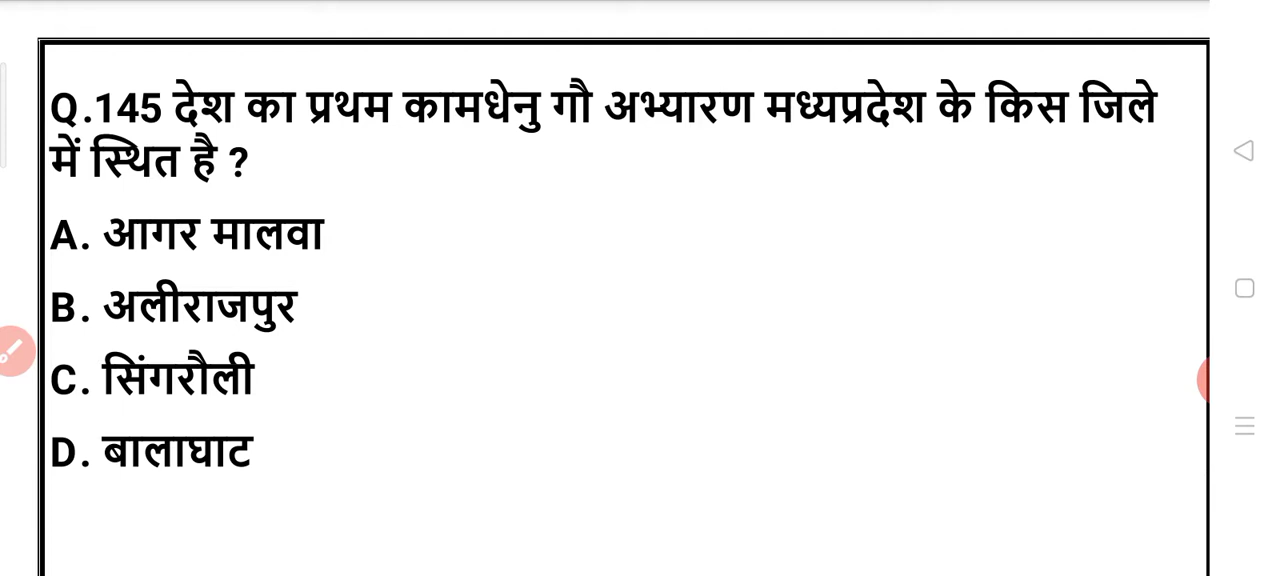 Q.145 देश का प्रथम कामधेनु गौ अभ्यारण मध्यप्रदेश के किस जिले
में स्थित है ?
A. आगर मालवा
B. अलीराजपुर
C. सिंगरौली
D. बालाघाट